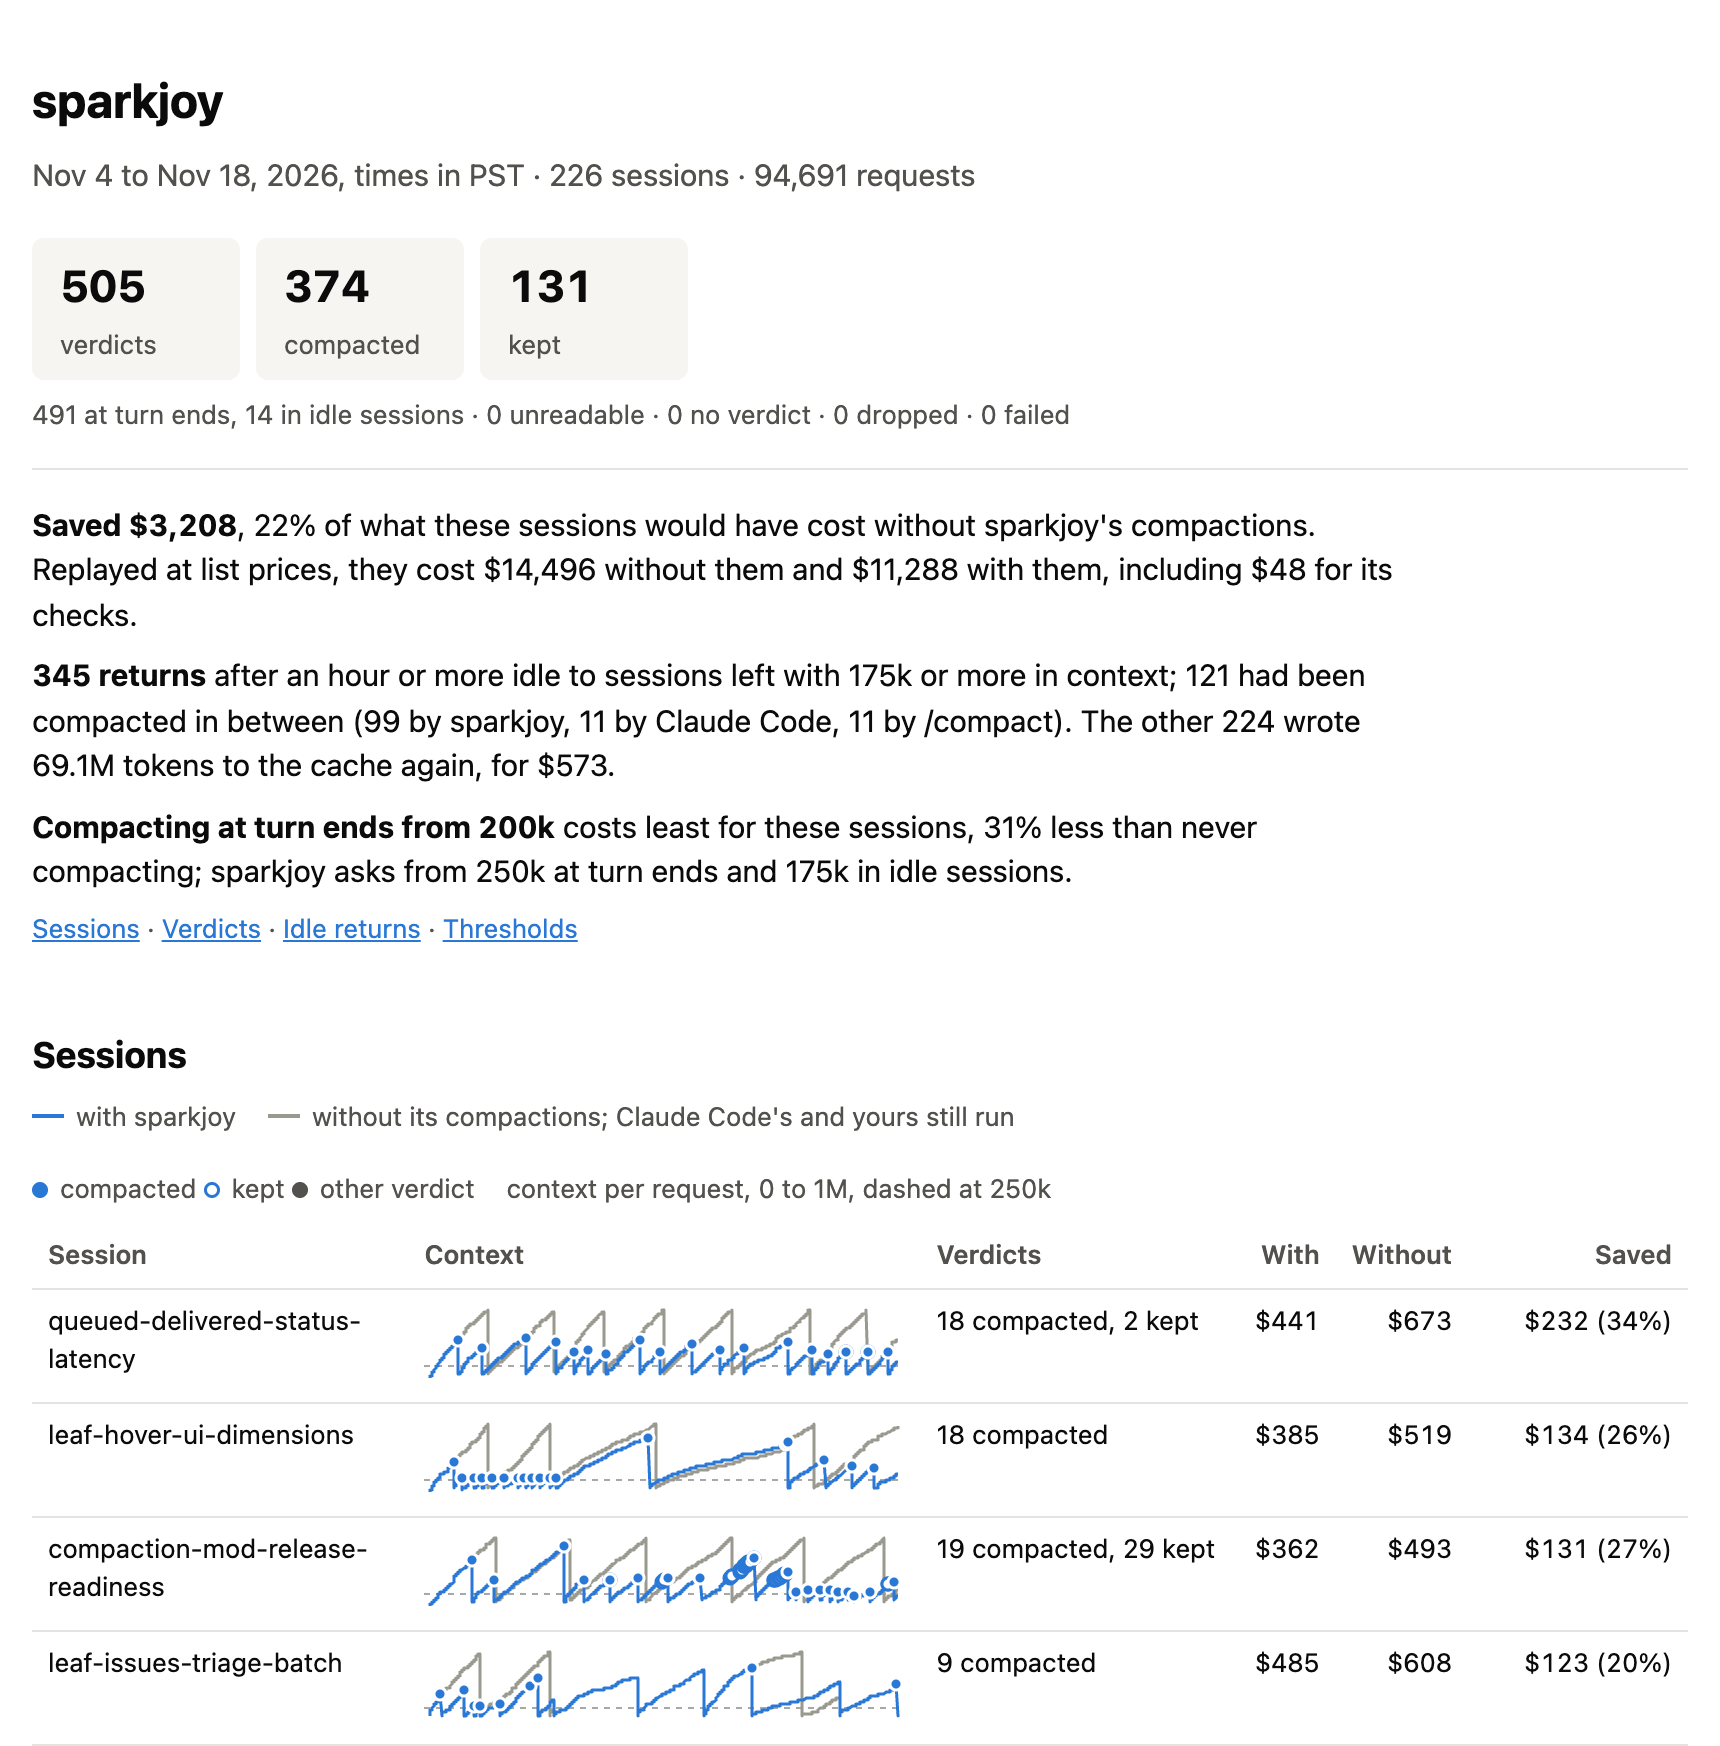 sparkjoy
Nov 4 to Nov 18, 2026, times in PST · 226 sessions · 94,691 requests
505
verdicts
374
compacted
131
kept
491 at turn ends, 14 in idle sessions · 0 unreadable · 0 no verdict · 0 dropped · 0 failed
Saved $3,208, 22% of what these sessions would have cost without sparkjoy's compactions.
Replayed at list prices, they cost $14,496 without them and $11,288 with them, including $48 for its
checks.
345 returns after an hour or more idle to sessions left with 175k or more in context; 121 had been
compacted in between (99 by sparkjoy, 11 by Claude Code, 11 by /compact). The other 224 wrote
69.1M tokens to the cache again, for $573.
Compacting at turn ends from 200k costs least for these sessions, 31% less than never
compacting; sparkjoy asks from 250k at turn ends and 175k in idle sessions.
Sessions · Verdicts · Idle returns · Thresholds
Sessions
with sparkjoy without its compactions; Claude Code's and yours still run
compacted kept other verdict context per request, 0 to 1M, dashed at 250k
Session Context Verdicts With Without Saved
queued-delivered-status-
latency
18 compacted, 2 kept $441 $673 $232 (34%)
leaf-hover-ui-dimensions 18 compacted $385 $519 $134 (26%)
compaction-mod-release-
readiness
19 compacted, 29 kept $362 $493 $131 (27%)
leaf-issues-triage-batch 9 compacted $485 $608 $123 (20%)